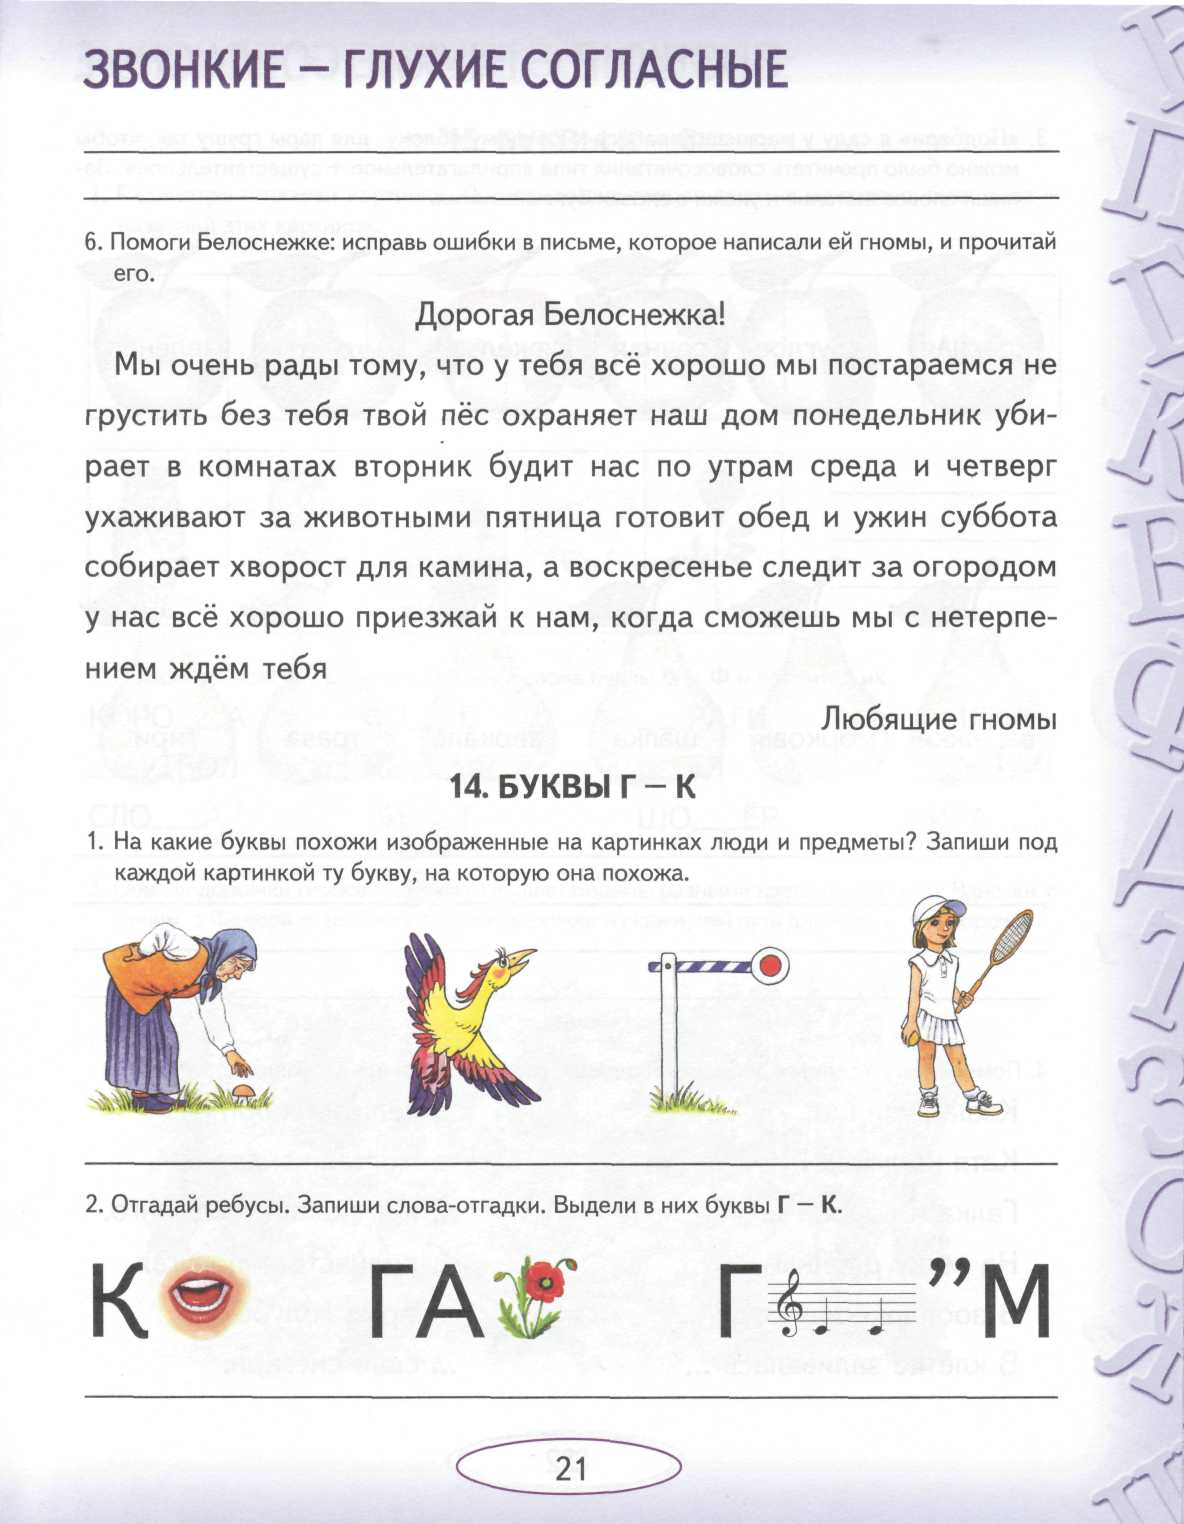 ЗВОНКИЕ – ГЛУХИЕ СОГЛАСНЫЕ
6. Помоги Белоснежке: исправь ошибки в письме, которое написали ей гномы, и прочитай
его.
Дорогая Белоснежка!
Мы очень рады тому, что у тебя всё хорошо мы постараемся не
грустить без тебя твой пёс охраняет наш дом понедельник уби-
рает в комнатах вторник будит нас по утрам среда и четверг
ухаживают за животными пятница готовит обед и ужин суббота
собирает хворост для камина, а воскресенье следит за огородом
у нас всё хорошо приезжай к нам, когда сможешь мы с нетерпе-
нием ждём тебя
Любящие гномы
14. БУКВЫ Г – К
1. На какие буквы похожи изображенные на картинках люди и предметы? Запиши под
каждой картинкой ту букву, на которую она похожа.
2. Отгадай ребусы. Запиши слова-отгадки. Выдели в них буквы Г – К.
К ГА Г ”М
21